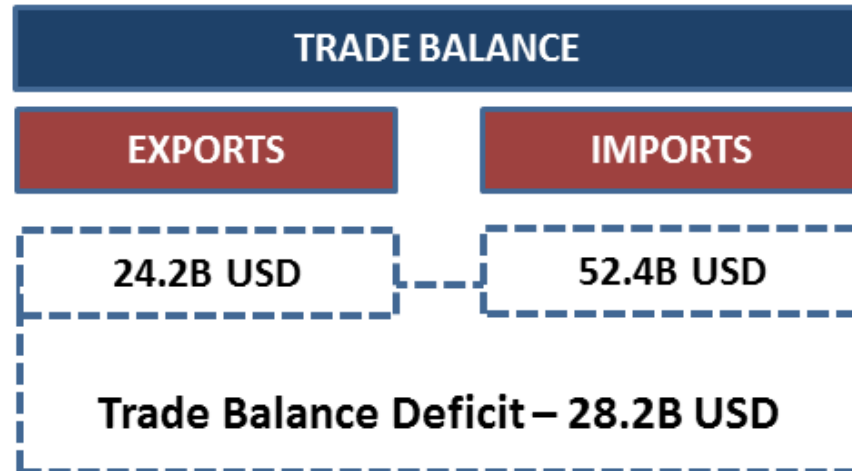 TRADE BALANCE
EXPORTS
IMPORTS
24.2B USD
52.4B USD
Trade Balance Deficit – 28.2B USD